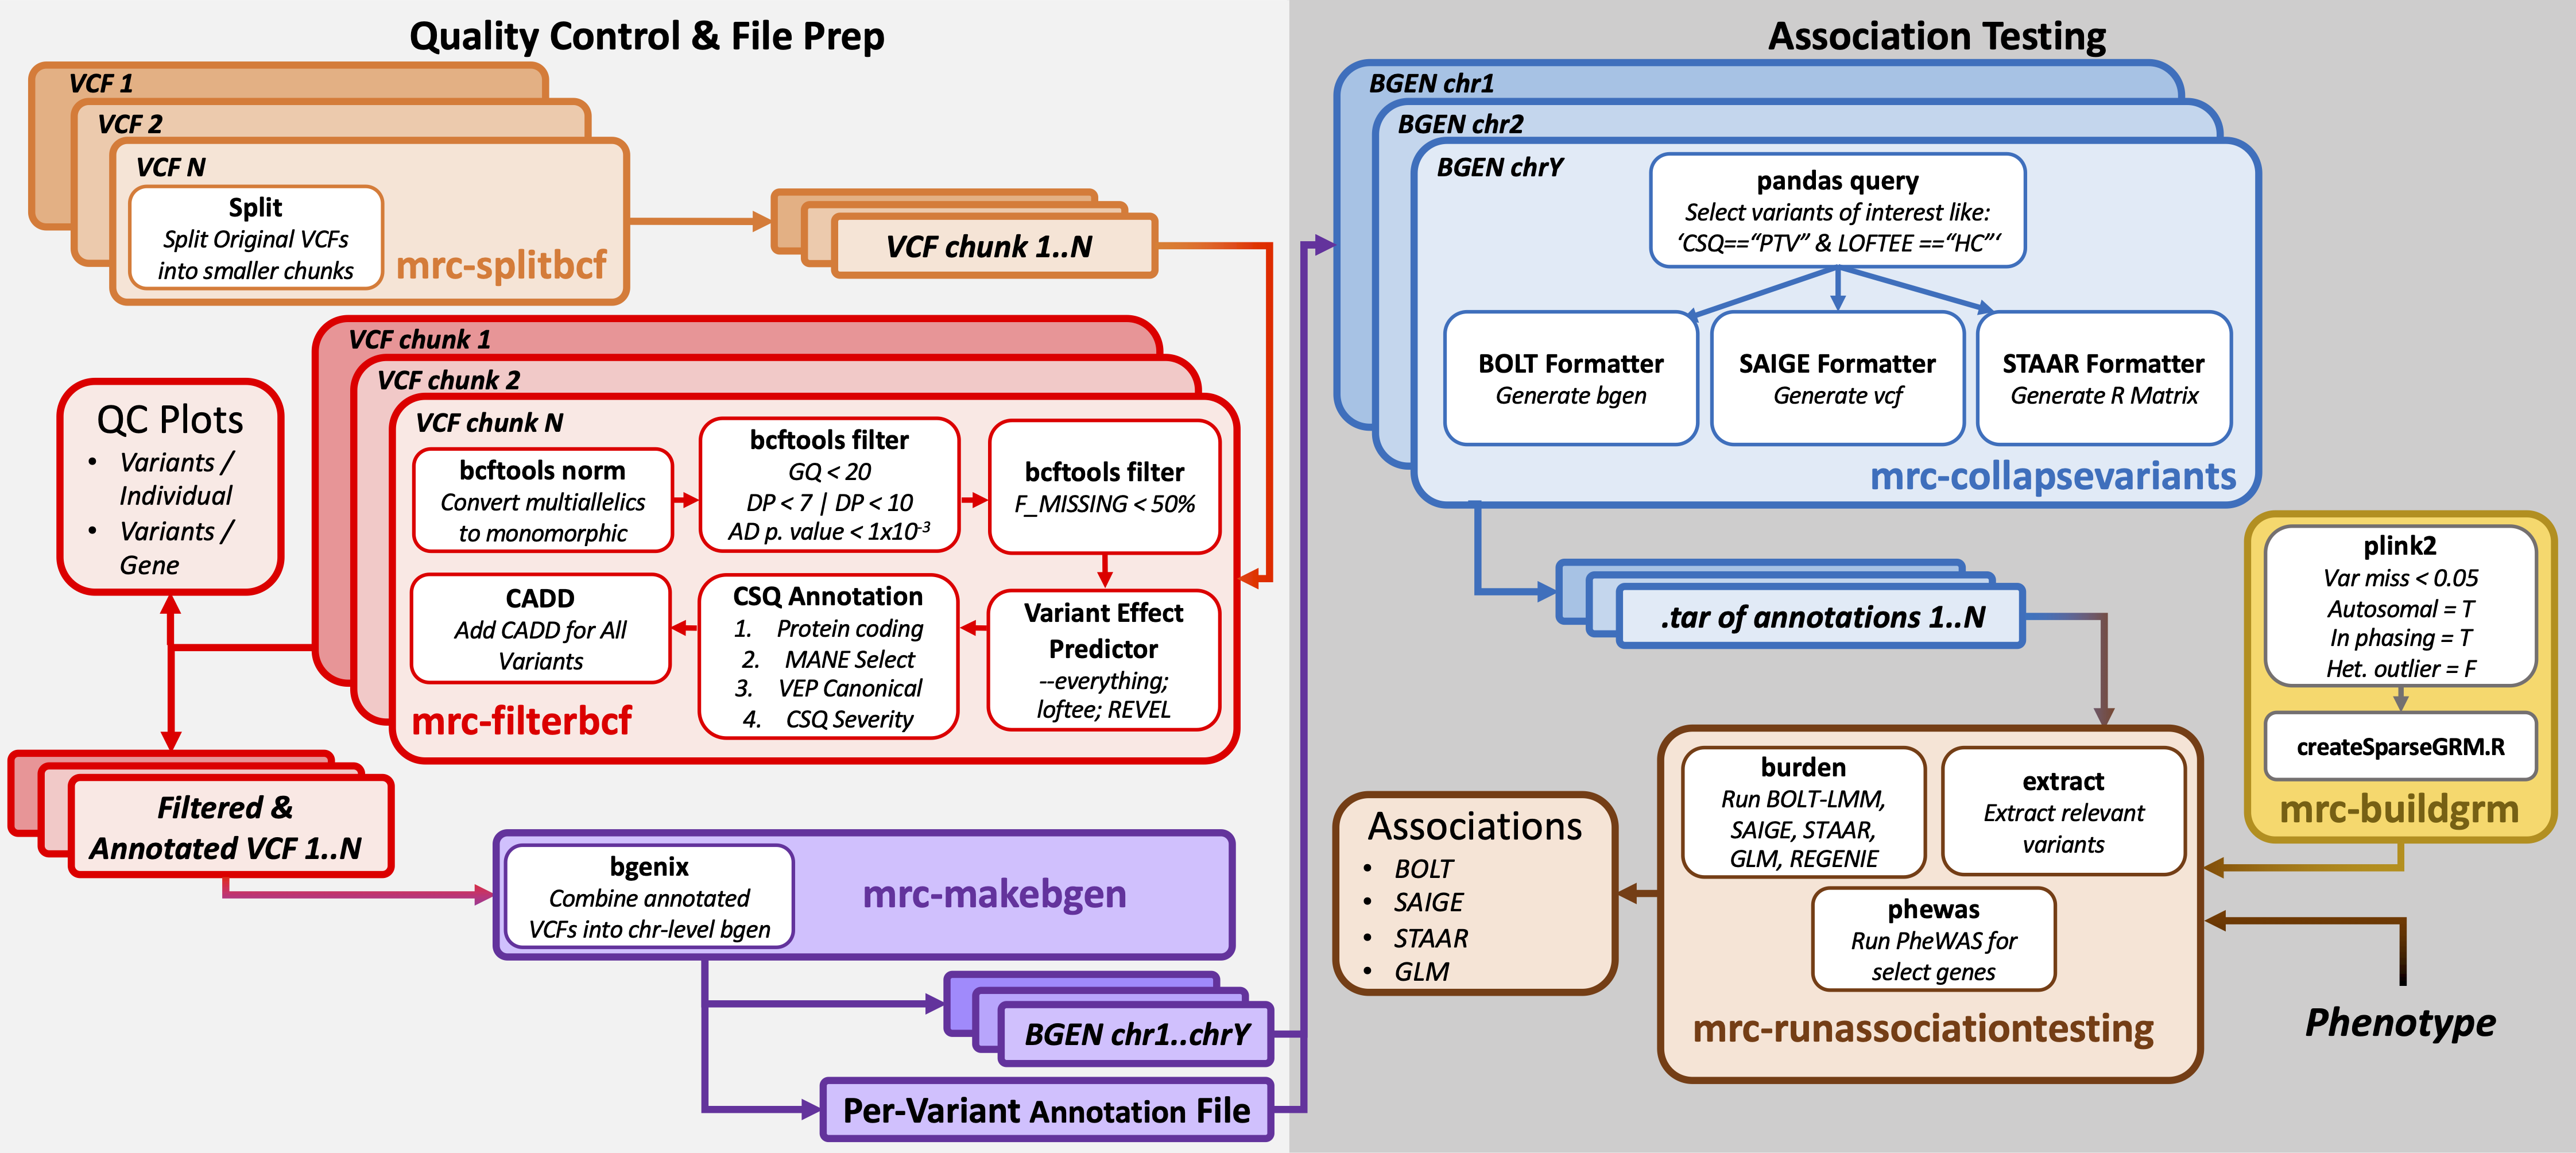 Quality Control & File Prep
VCF 1
VCF 2
VCF N
Split
Split Original VCFs
into smaller chunks
mrc-splitbcf
VCF chunk 1..N
VCF chunk 1
VCF chunk 2
VCF chunk N
bcftools norm
Convert multiallelics
to monomorphic
bcftools filter
GQ < 20
DP < 7 | DP < 10
AD p. value < 1x10⁻³
bcftools filter
F_MISSING < 50%
Variant Effect
Predictor
--everything;
loftee; REVEL
CSQ Annotation
1. Protein coding
2. MANE Select
3. VEP Canonical
4. CSQ Severity
CADD
Add CADD for All
Variants
mrc-filterbcf
QC Plots
• Variants /
Individual
• Variants /
Gene
Filtered &
Annotated VCF 1..N
bgenix
Combine annotated
VCFs into chr-level bgen
mrc-makebgen
BGEN chr1..chrY
Per-Variant Annotation File
Association Testing
BGEN chr1
BGEN chr2
BGEN chrY
pandas query
Select variants of interest like:
‘CSQ==“PTV” & LOFTEE ==“HC”‘
BOLT Formatter
Generate bgen
SAIGE Formatter
Generate vcf
STAAR Formatter
Generate R Matrix
mrc-collapsevariants
.tar of annotations 1..N
plink2
Var miss < 0.05
Autosomal = T
In phasing = T
Het. outlier = F
createSparseGRM.R
mrc-buildgrm
burden
Run BOLT-LMM,
SAIGE, STAAR,
GLM, REGENIE
extract
Extract relevant
variants
phewas
Run PheWAS for
select genes
mrc-runassociationtesting
Associations
• BOLT
• SAIGE
• STAAR
• GLM
Phenotype